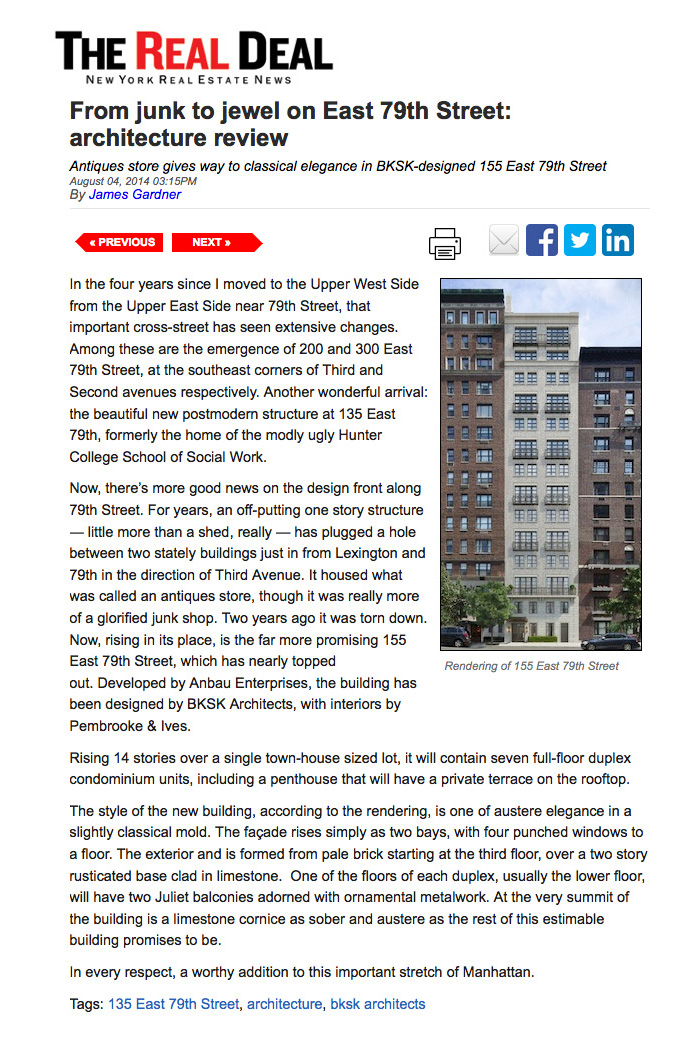 THE REAL DEAL
NEW YORK REAL ESTATE NEWS
From junk to jewel on East 79th Street:
architecture review
Antiques store gives way to classical elegance in BKSK-designed 155 East 79th Street
August 04, 2014 03:15PM
By James Gardner
« PREVIOUS
NEXT »
In the four years since I moved to the Upper West Side
from the Upper East Side near 79th Street, that
important cross-street has seen extensive changes.
Among these are the emergence of 200 and 300 East
79th Street, at the southeast corners of Third and
Second avenues respectively. Another wonderful arrival:
the beautiful new postmodern structure at 135 East
79th, formerly the home of the modly ugly Hunter
College School of Social Work.
Now, there's more good news on the design front along
79th Street. For years, an off-putting one story structure
— little more than a shed, really — has plugged a hole
between two stately buildings just in from Lexington and
79th in the direction of Third Avenue. It housed what
was called an antiques store, though it was really more
of a glorified junk shop. Two years ago it was torn down.
Now, rising in its place, is the far more promising 155
East 79th Street, which has nearly topped
out. Developed by Anbau Enterprises, the building has
been designed by BKSK Architects, with interiors by
Pembrooke & Ives.
Rendering of 155 East 79th Street
Rising 14 stories over a single town-house sized lot, it will contain seven full-floor duplex
condominium units, including a penthouse that will have a private terrace on the rooftop.
The style of the new building, according to the rendering, is one of austere elegance in a
slightly classical mold. The façade rises simply as two bays, with four punched windows to
a floor. The exterior and is formed from pale brick starting at the third floor, over a two story
rusticated base clad in limestone.  One of the floors of each duplex, usually the lower floor,
will have two Juliet balconies adorned with ornamental metalwork. At the very summit of
the building is a limestone cornice as sober and austere as the rest of this estimable
building promises to be.
In every respect, a worthy addition to this important stretch of Manhattan.
Tags: 135 East 79th Street, architecture, bksk architects